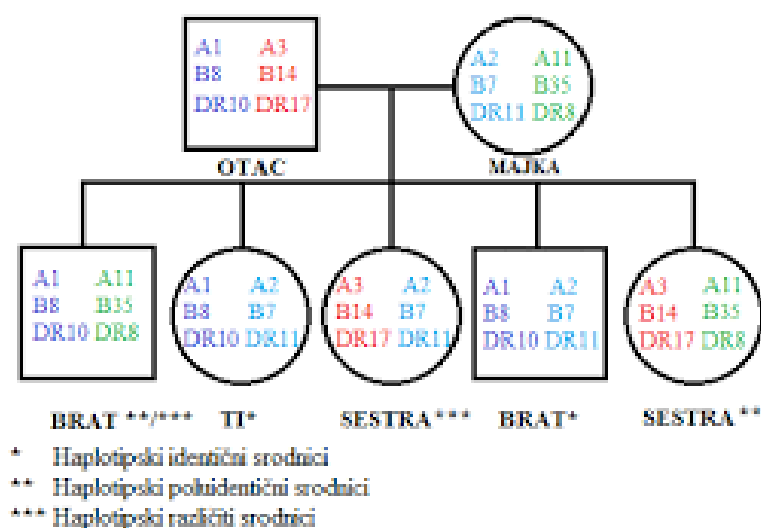 A1 A3
B8 B14
DR10 DR17
OTAC
A2 A11
B7 B35
DR11 DR8
MAJKA
A1 A11
B8 B35
DR10 DR8
BRAT **/***
A1 A2
B8 B7
DR10 DR11
TI*
A3 A2
B14 B7
DR17 DR11
SESTRA***
A1 A2
B8 B7
DR10 DR11
BRAT*
A3 A11
B14 B35
DR17 DR8
SESTRA**
* Haplotipski identični srodnici
** Haplotipski poluidentični srodnici
*** Haplotipski različiti srodnici